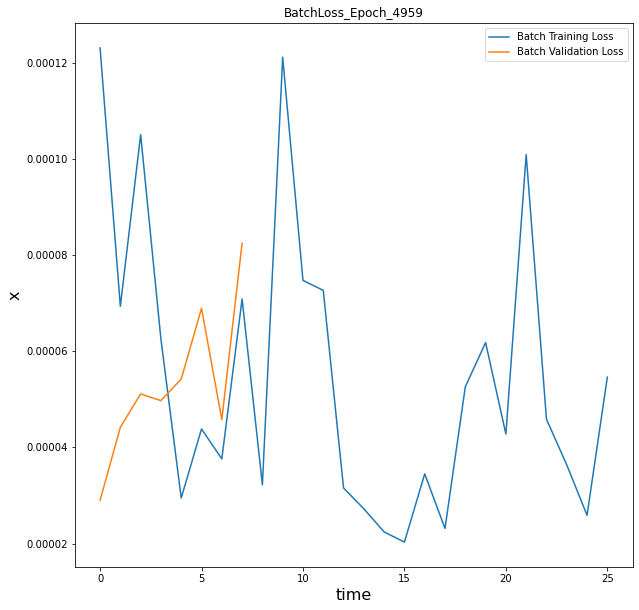 BatchLoss_Epoch_4959
Batch Training Loss
Batch Validation Loss
0.00012
0.00010
0.00008
0.00006
0.00004
0.00002
x
0 5 10 15 20 25
time